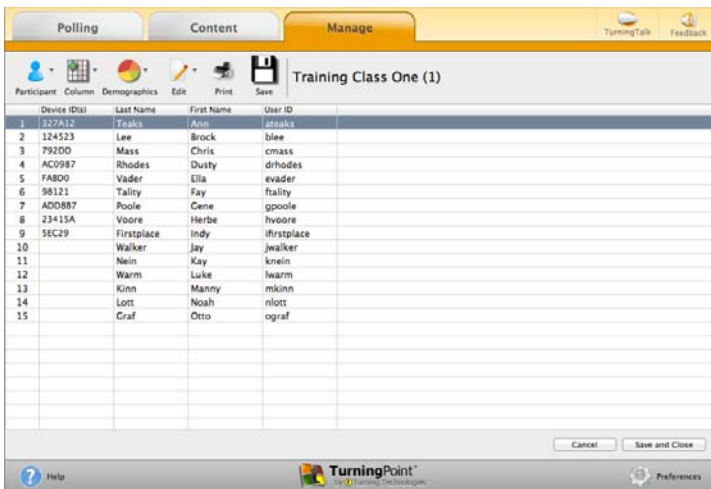 Polling Content Manage TurningTalk Feedback
Training Class One (1)
Participant Column Demographics Edit Print Save
Device ID(s) Last Name First Name User ID
1 327A12 Teaks Ann ateaks
2 124523 Lee Brock blee
3 792DD Mass Chris cmass
4 AC0987 Rhodes Dusty drhodes
5 FA8D0 Vader Ella evader
6 98121 Tality Fay ftality
7 ADD8B7 Poole Gene gpoole
8 23415A Voore Herbe hvoore
9 5EC29 Firstplace Indy ifirstplace
10 Walker Jay jwalker
11 Nein Kay knein
12 Warm Luke lwarm
13 Kinn Manny mkinn
14 Lott Noah nlott
15 Graf Otto ograf
Cancel Save and Close
Help TurningPoint Preferences
by Turning Technologies